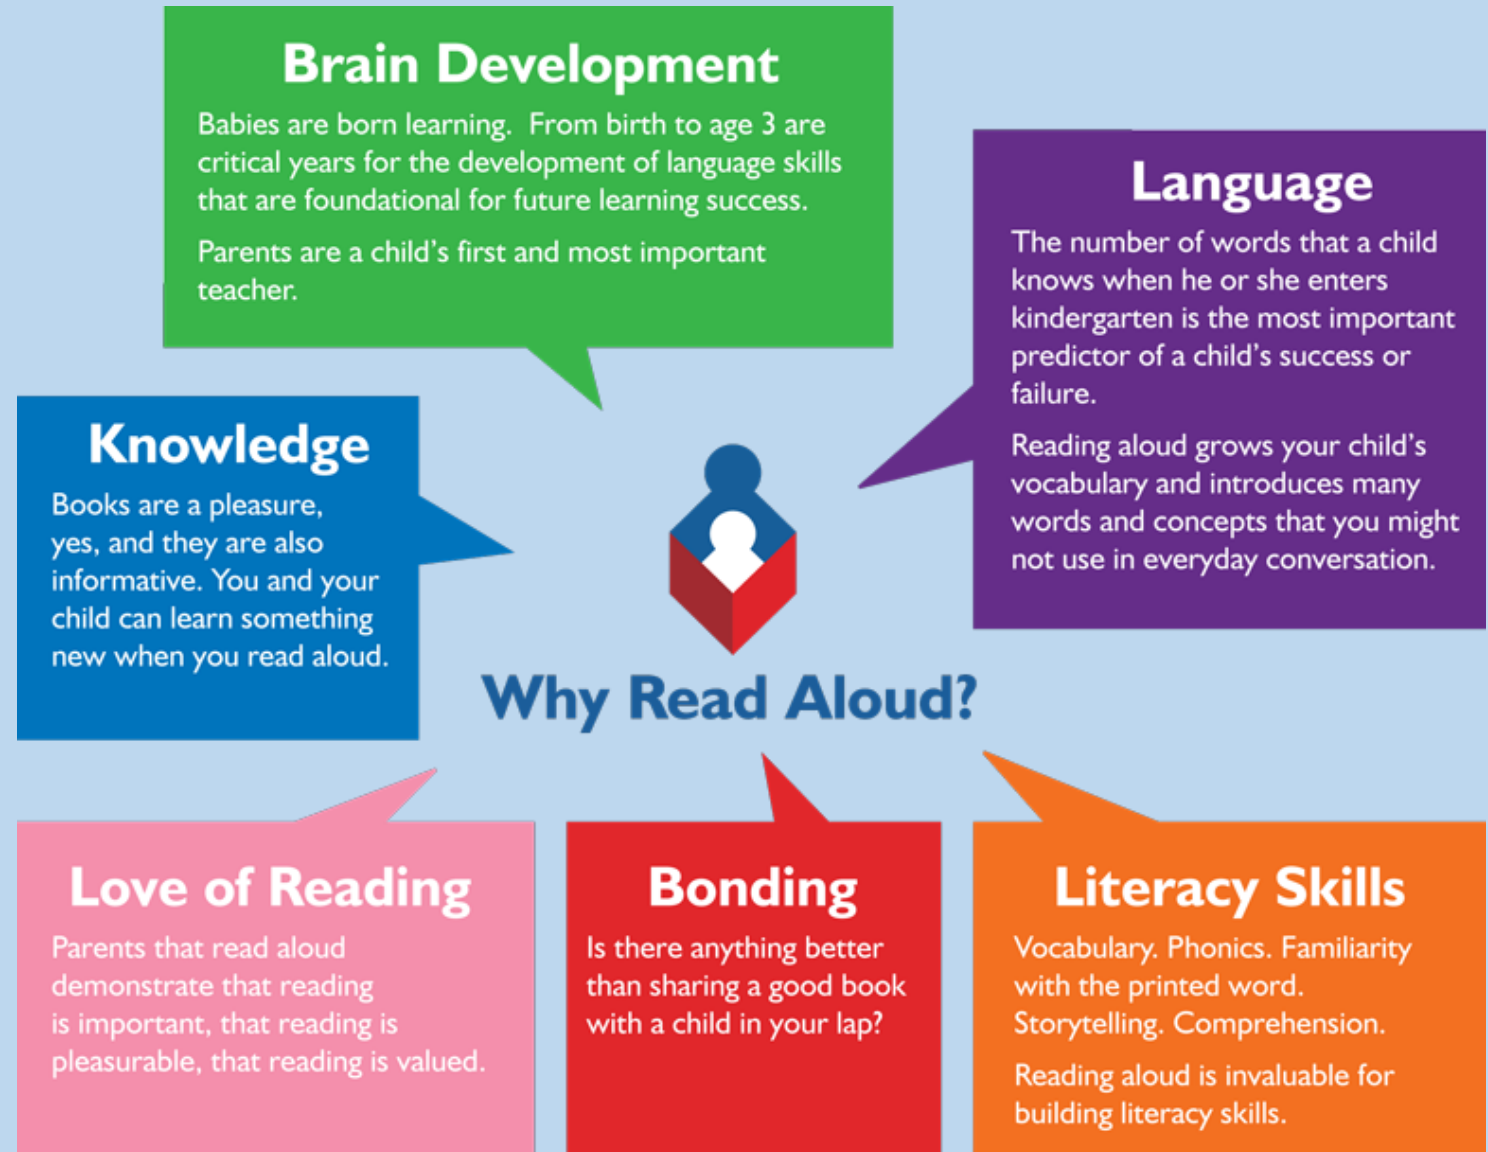 Brain Development
Babies are born learning.  From birth to age 3 are
critical years for the development of language skills
that are foundational for future learning success.
Parents are a child's first and most important
teacher.
Language
The number of words that a child
knows when he or she enters
kindergarten is the most important
predictor of a child's success or
failure.
Reading aloud grows your child's
vocabulary and introduces many
words and concepts that you might
not use in everyday conversation.
Knowledge
Books are a pleasure,
yes, and they are also
informative. You and your
child can learn something
new when you read aloud.
Why Read Aloud?
Love of Reading
Parents that read aloud
demonstrate that reading
is important, that reading is
pleasurable, that reading is valued.
Bonding
Is there anything better
than sharing a good book
with a child in your lap?
Literacy Skills
Vocabulary. Phonics. Familiarity
with the printed word.
Storytelling. Comprehension.
Reading aloud is invaluable for
building literacy skills.